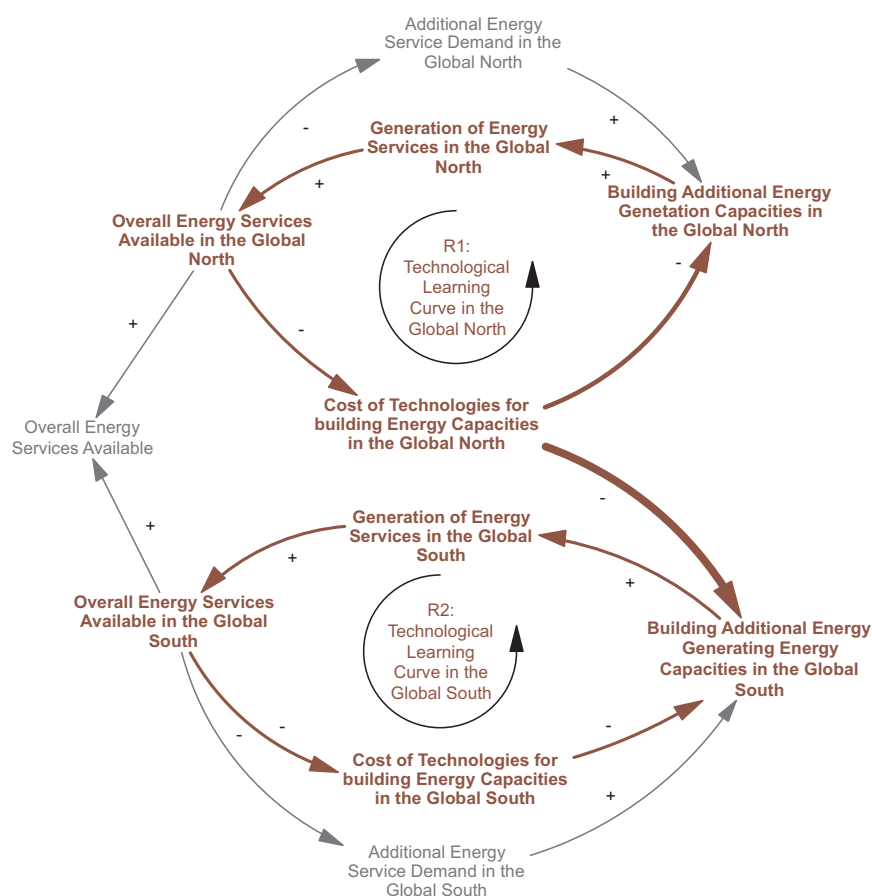 Additional Energy
Service Demand in the
Global North
-
+
Generation of Energy
Services in the Global
North
+
+
Building Additional Energy
Genetation Capacities in
the Global North
Overall Energy Services
Available in the Global
North
R1:
Technological
Learning
Curve in the
Global North
-
+
-
Cost of Technologies for
building Energy Capacities
in the Global North
Overall Energy
Services Available
-
Generation of Energy
Services in the Global
South
+
+
+
Overall Energy Services
Available in the Global
South
R2:
Technological
Learning
Curve in the
Global South
Building Additional Energy
Generating Energy
Capacities in the Global
South
-
-
-
Cost of Technologies for
building Energy Capacities
in the Global South
+
Additional Energy
Service Demand in the
Global South